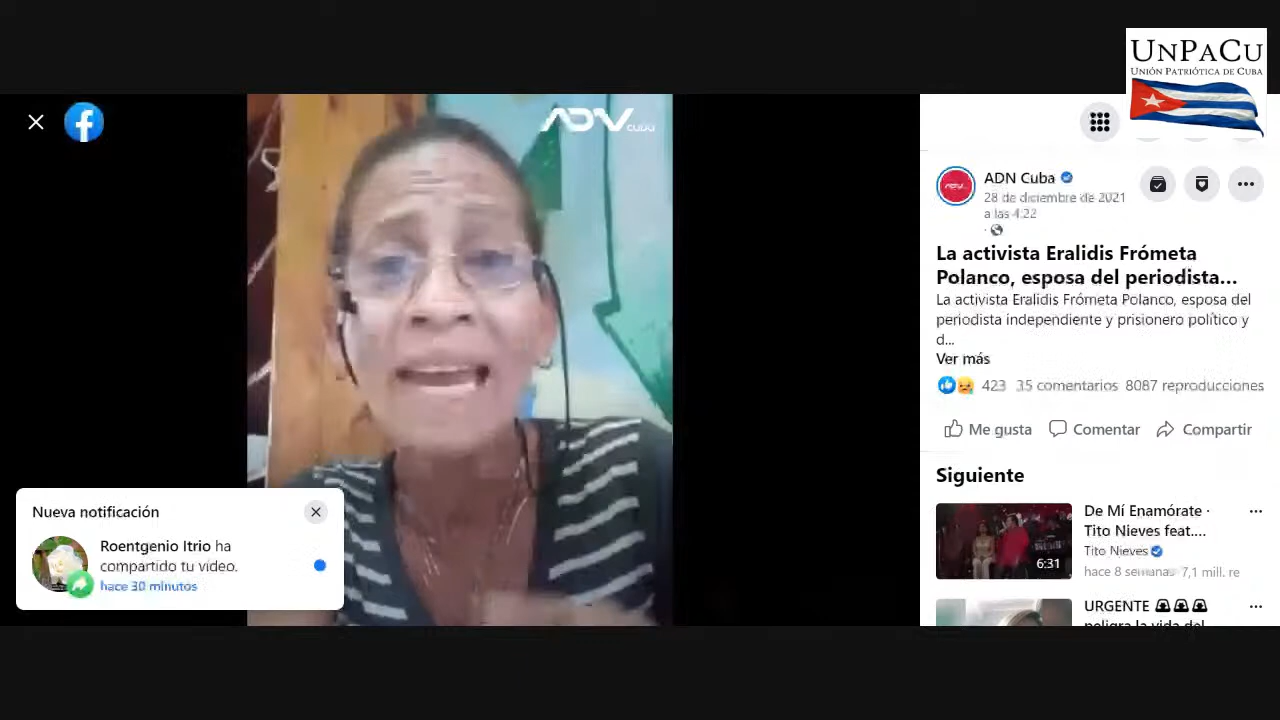 UNPACU
UNIÓN PATRIÓTICA DE CUBA
ADN
CUBA
ADN Cuba
28 de diciembre de 2021
a las 4:22
La activista Eralidis Frómeta
Polanco, esposa del periodista...
La activista Eralidis Frómeta Polanco, esposa del
periodista independiente y prisionero político y
d...
Ver más
423 35 comentarios 8087 reproducciones
Me gusta Comentar Compartir
Siguiente
De Mí Enamórate ·
Tito Nieves feat....
Tito Nieves
hace 8 semanas · 7,1 mill. re
6:31
URGENTE
peligra la vida del
Nueva notificación
Roentgenio Itrio ha
compartido tu video.
hace 30 minutos